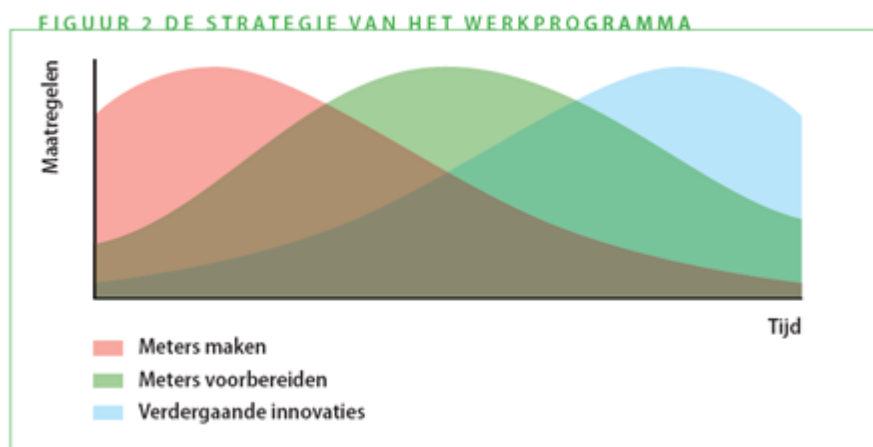 FIGUUR 2 DE STRATEGIE VAN HET WERKPROGRAMMA
Maatregelen
Tijd
Meters maken
Meters voorbereiden
Verdergaande innovaties